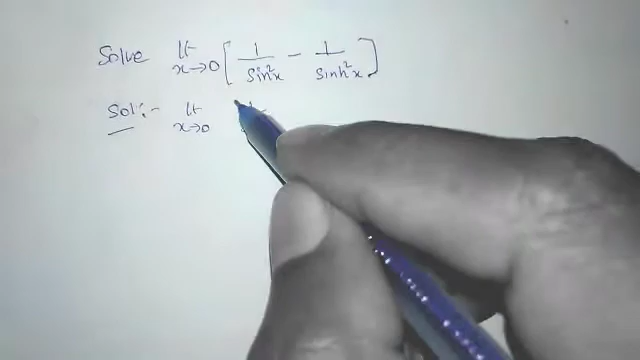 Solve lt x→0 [ 1/sin²x − 1/sinh²x ]
Sol:- lt x→0